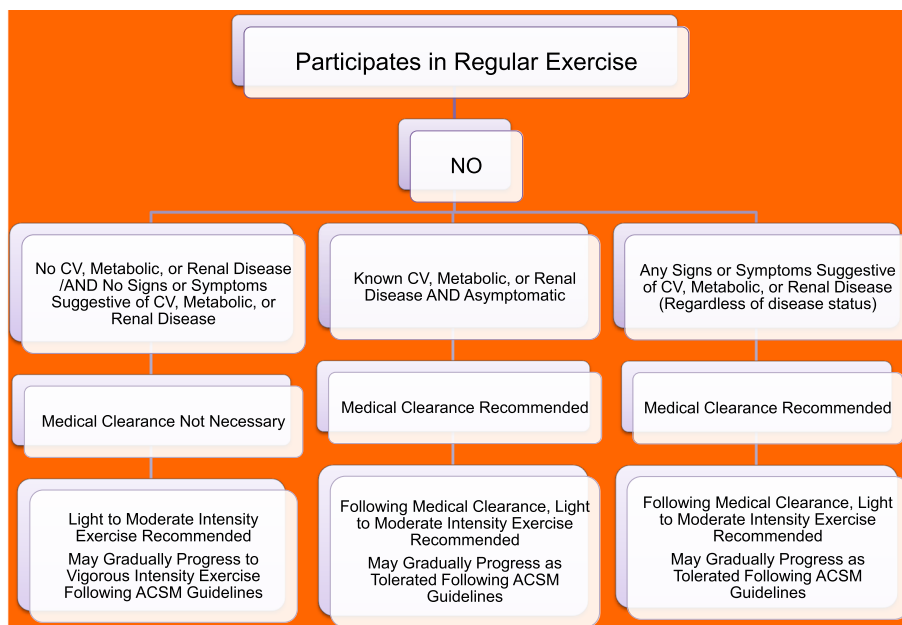 Participates in Regular Exercise
NO
No CV, Metabolic, or Renal Disease
/AND No Signs or Symptoms
Suggestive of CV, Metabolic, or
Renal Disease
Known CV, Metabolic, or Renal
Disease AND Asymptomatic
Any Signs or Symptoms Suggestive
of CV, Metabolic, or Renal Disease
(Regardless of disease status)
Medical Clearance Not Necessary
Medical Clearance Recommended
Medical Clearance Recommended
Light to Moderate Intensity
Exercise Recommended
May Gradually Progress to
Vigorous Intensity Exercise
Following ACSM Guidelines
Following Medical Clearance, Light
to Moderate Intensity Exercise
Recommended
May Gradually Progress as
Tolerated Following ACSM
Guidelines
Following Medical Clearance, Light
to Moderate Intensity Exercise
Recommended
May Gradually Progress as
Tolerated Following ACSM
Guidelines